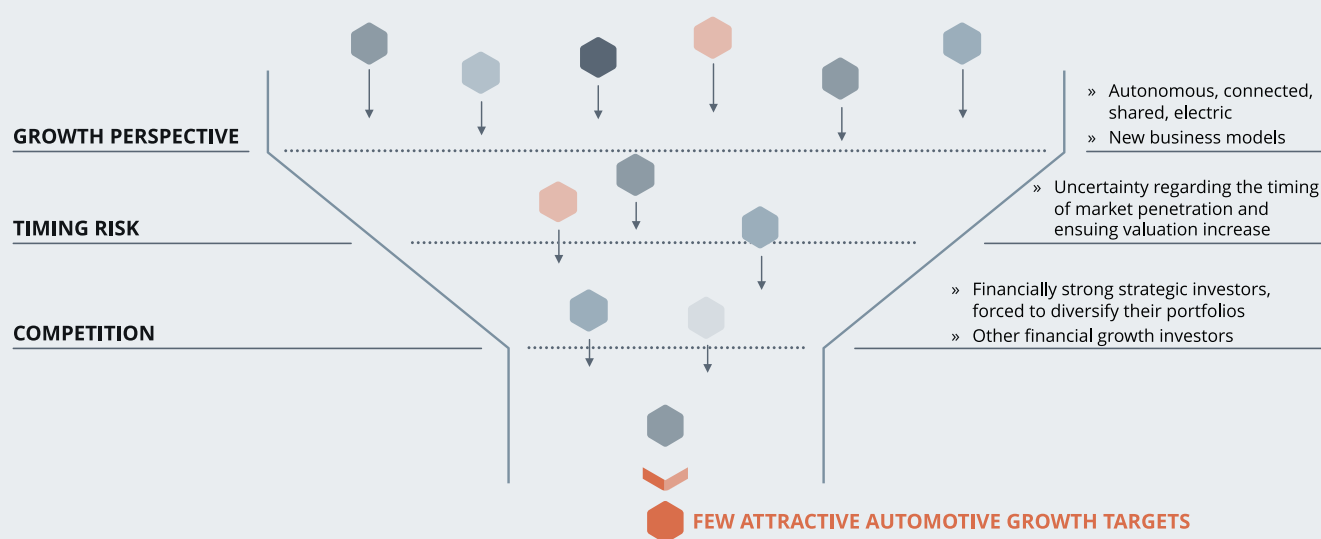 GROWTH PERSPECTIVE
» Autonomous, connected,
shared, electric
» New business models
TIMING RISK
» Uncertainty regarding the timing
of market penetration and
ensuing valuation increase
COMPETITION
» Financially strong strategic investors,
forced to diversify their portfolios
» Other financial growth investors
FEW ATTRACTIVE AUTOMOTIVE GROWTH TARGETS